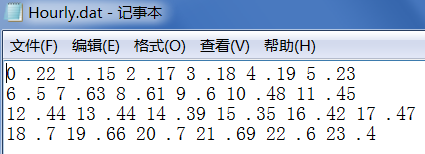 Hourly.dat - 记事本
文件(F) 编辑(E) 格式(O) 查看(V) 帮助(H)
0 .22 1 .15 2 .17 3 .18 4 .19 5 .23
6 .5 7 .63 8 .61 9 .6 10 .48 11 .45
12 .44 13 .44 14 .39 15 .35 16 .42 17 .47
18 .7 19 .66 20 .7 21 .69 22 .6 23 .4